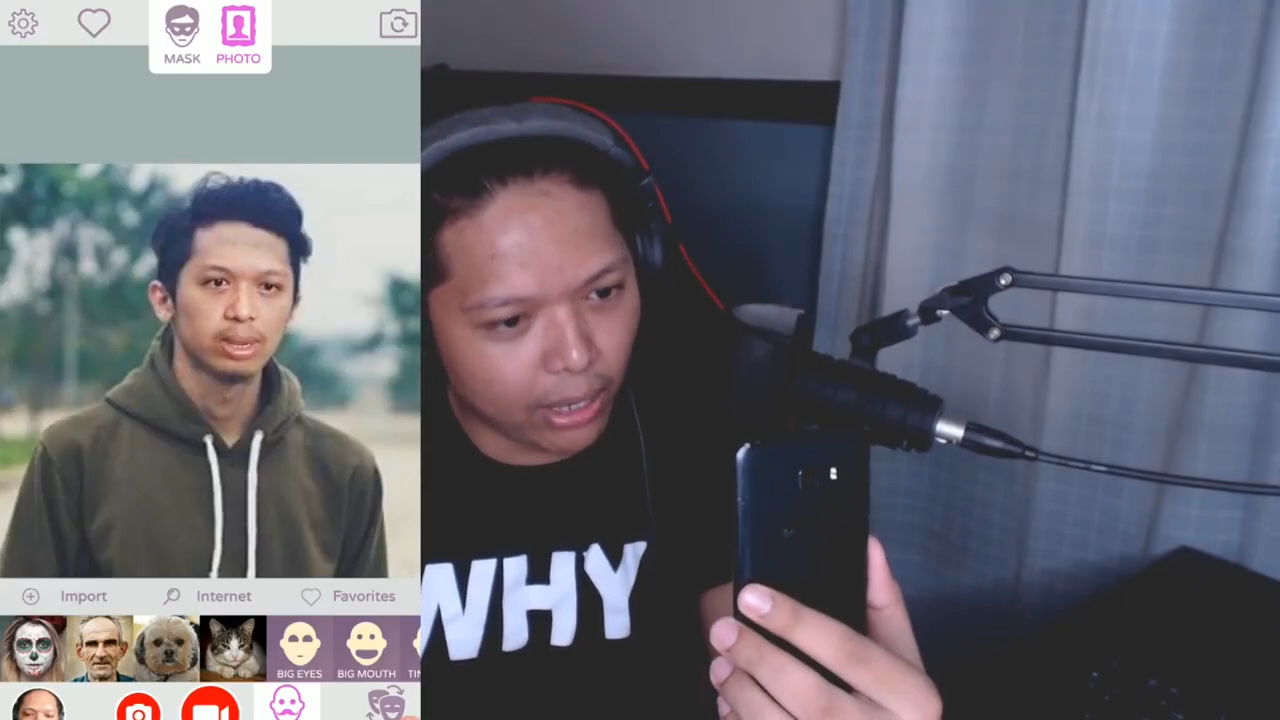 MASK
PHOTO
Import
Internet
Favorites
BIG EYES
BIG MOUTH
WHY